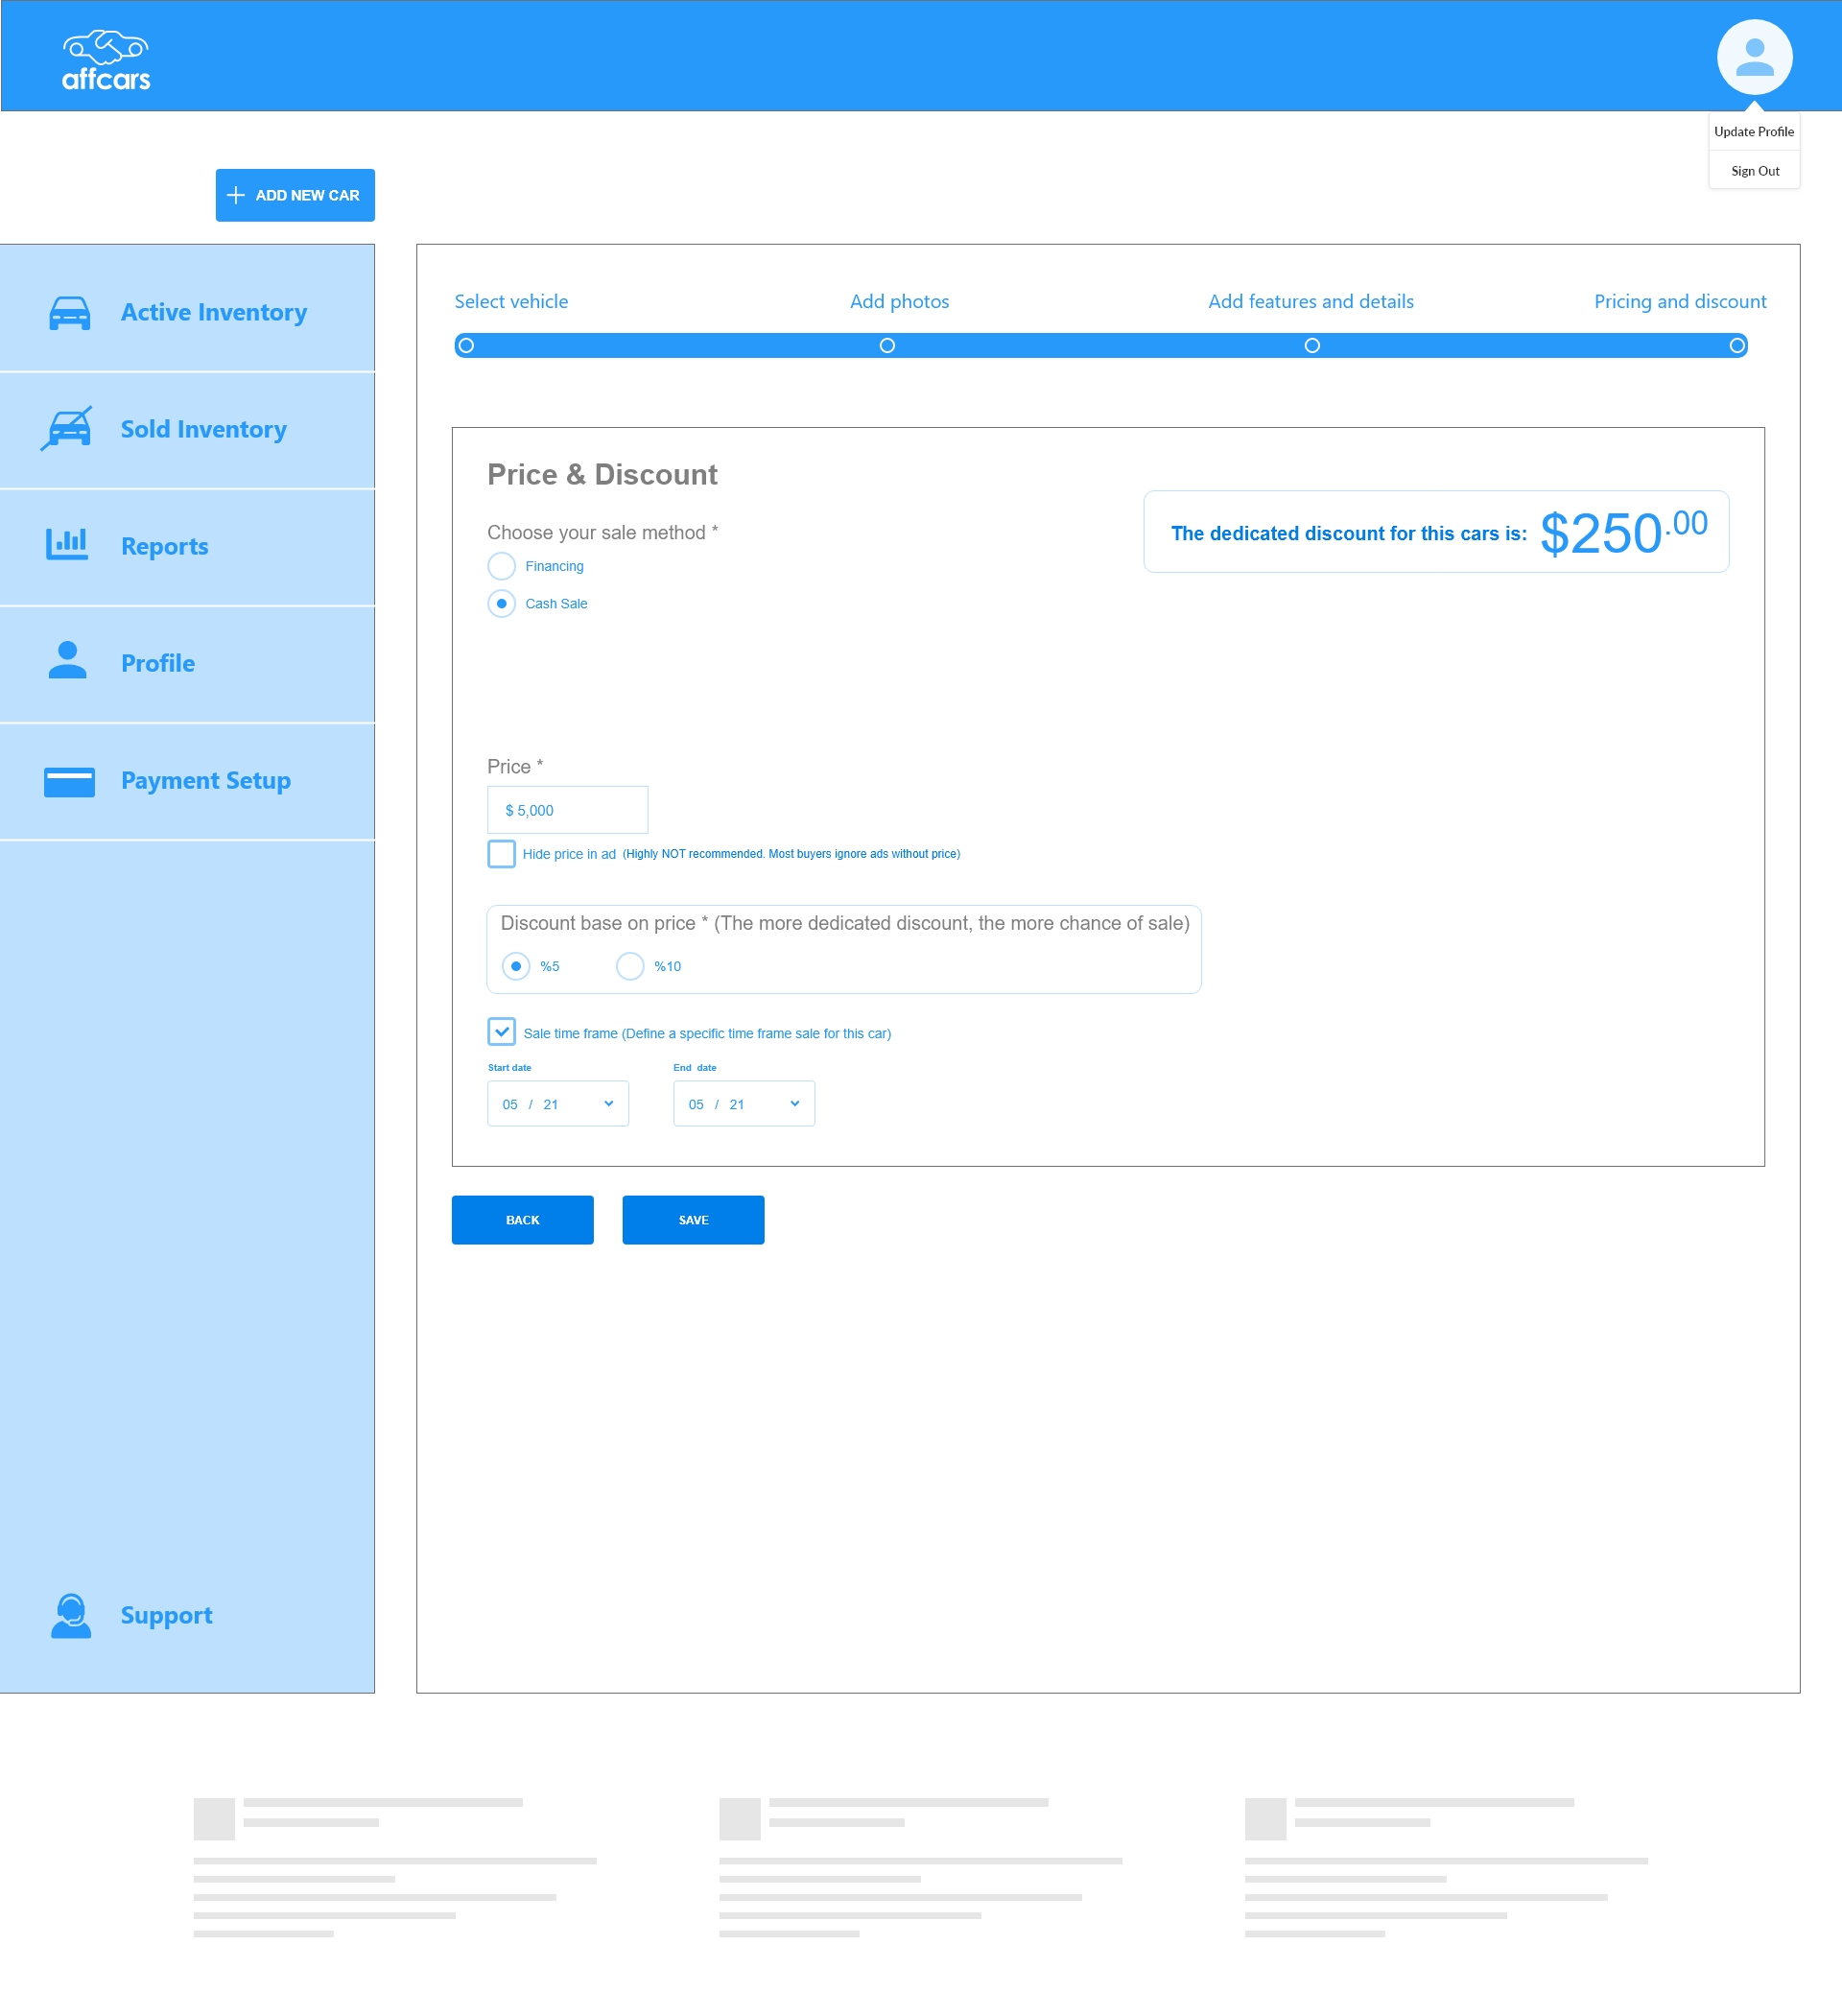 affcars
Update Profile
Sign Out
ADD NEW CAR
Active Inventory
Sold Inventory
Reports
Profile
Payment Setup
Support
Select vehicle
Add photos
Add features and details
Pricing and discount
Price & Discount
The dedicated discount for this cars is: $250.00
Choose your sale method *
Financing
Cash Sale
Price *
$ 5,000
Hide price in ad (Highly NOT recommended. Most buyers ignore ads without price)
Discount base on price * (The more dedicated discount, the more chance of sale)
%5 %10
Sale time frame (Define a specific time frame sale for this car)
Start date End date
05 / 21 05 / 21
BACK SAVE